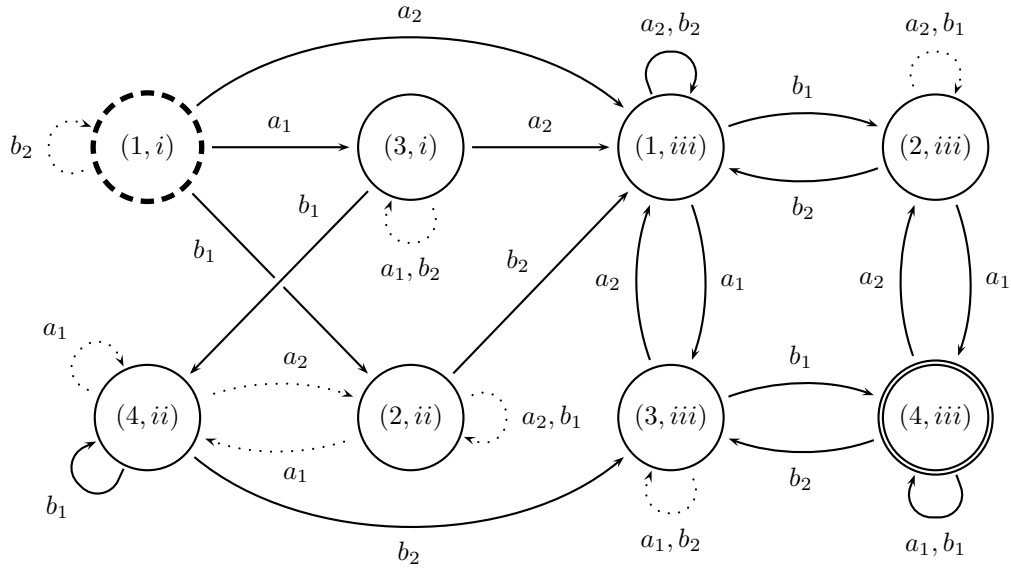 a₂
a₂, b₂
a₂, b₁
b₂
(1, i)
a₁
(3, i)
a₂
(1, iii)
b₁
(2, iii)
b₂
b₁
b₁
a₁, b₂
b₂
a₂
a₁
a₂
a₁
a₁
a₂
b₁
(4, ii)
(2, ii)
a₂, b₁
(3, iii)
(4, iii)
a₁
b₂
b₁
b₂
a₁, b₂
a₁, b₁